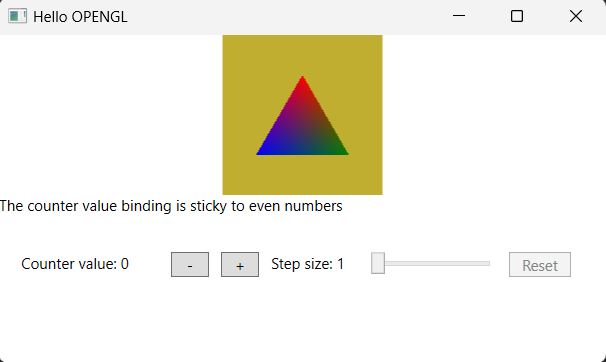 Hello OPENGL
The counter value binding is sticky to even numbers
Counter value: 0 - + Step size: 1 Reset